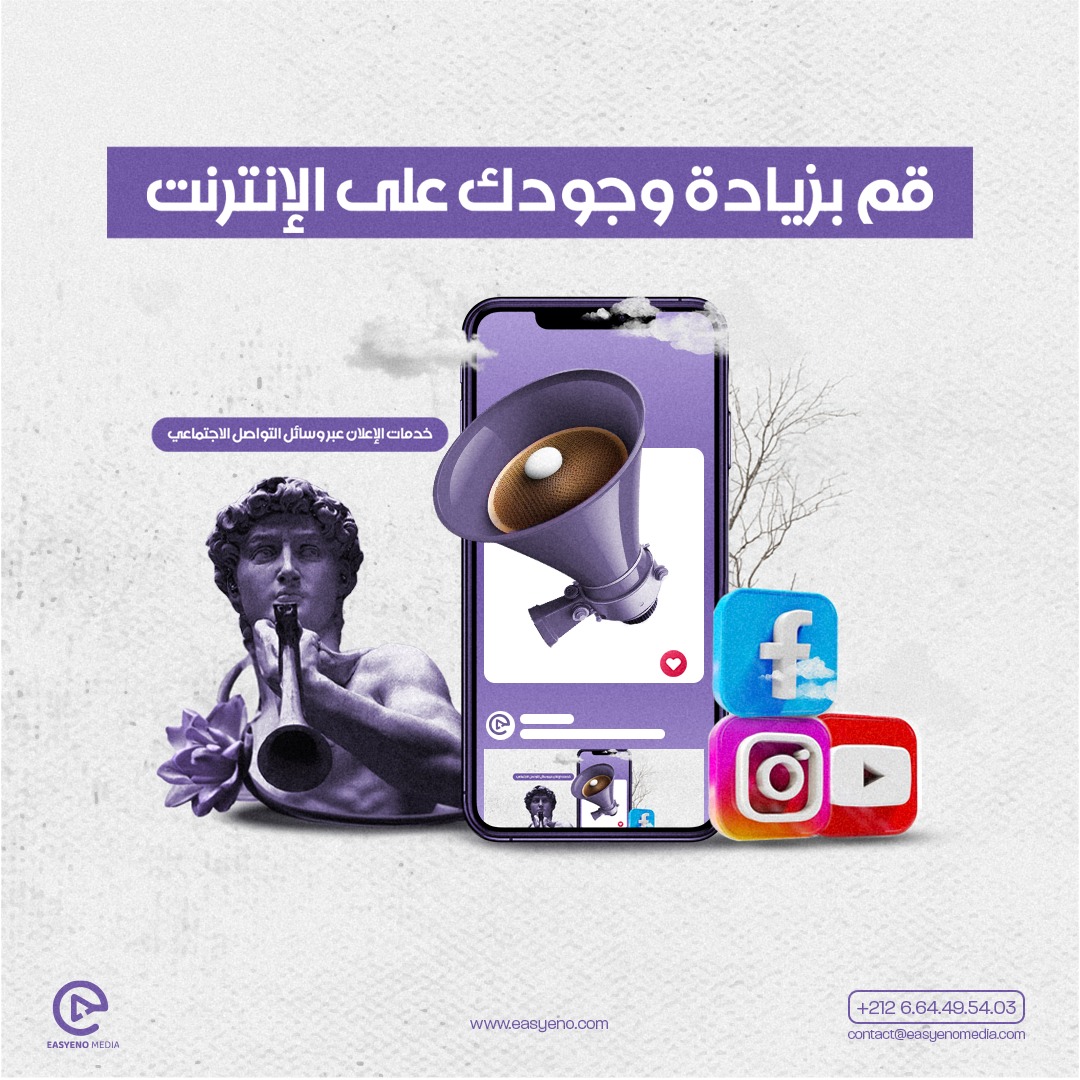 قم بزيادة وجودك على الإنترنت
خدمات الإعلان عبر وسائل التواصل الاجتماعي
EASYENO MEDIA
www.easyeno.com
+212 6.64.49.54.03
contact@easyenomedia.com